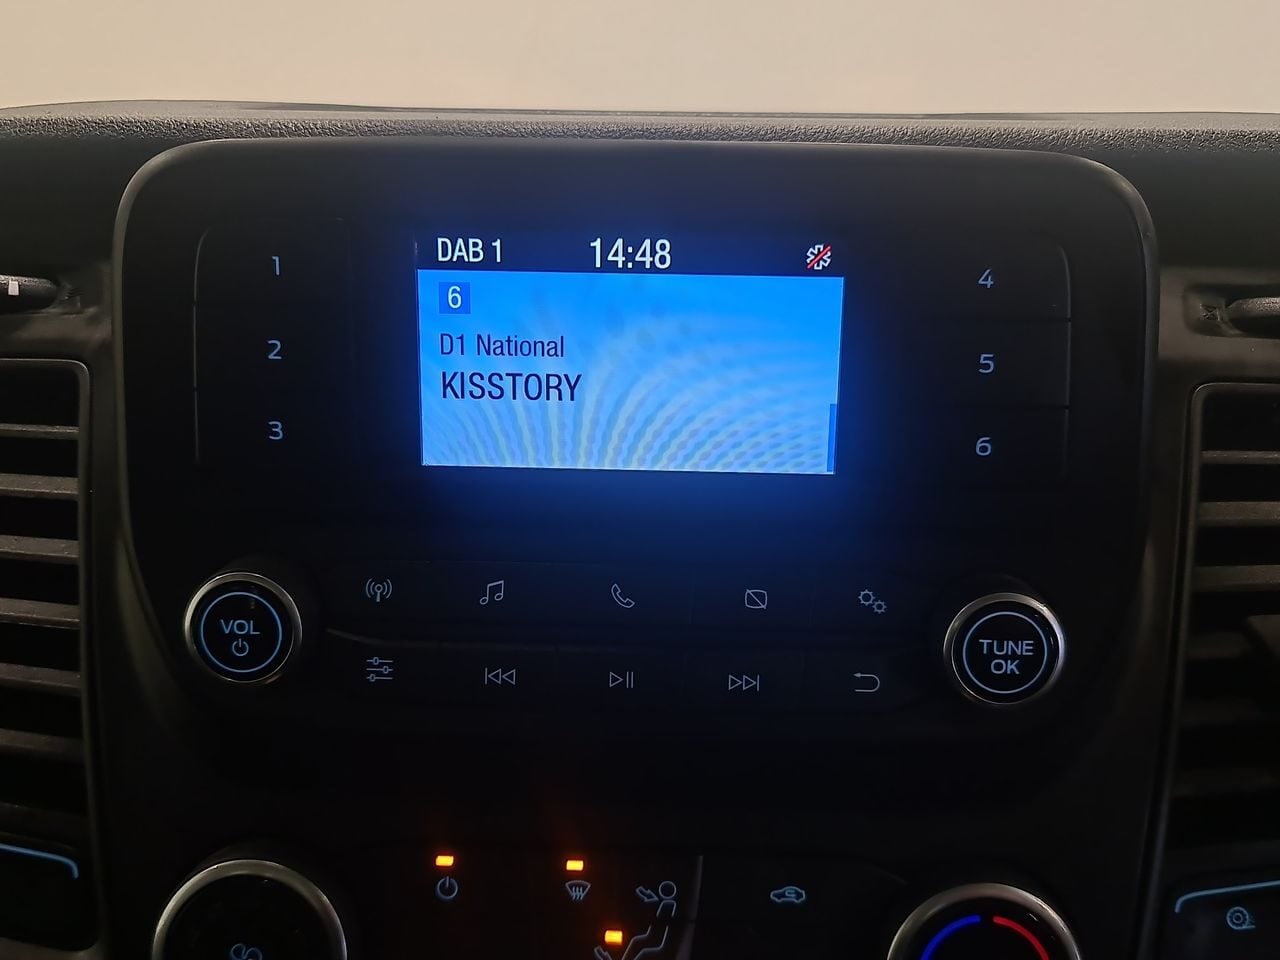 DAB 1 14:48
6
D1 National
KISSTORY
1
2
3
4
5
6
VOL
TUNE
OK